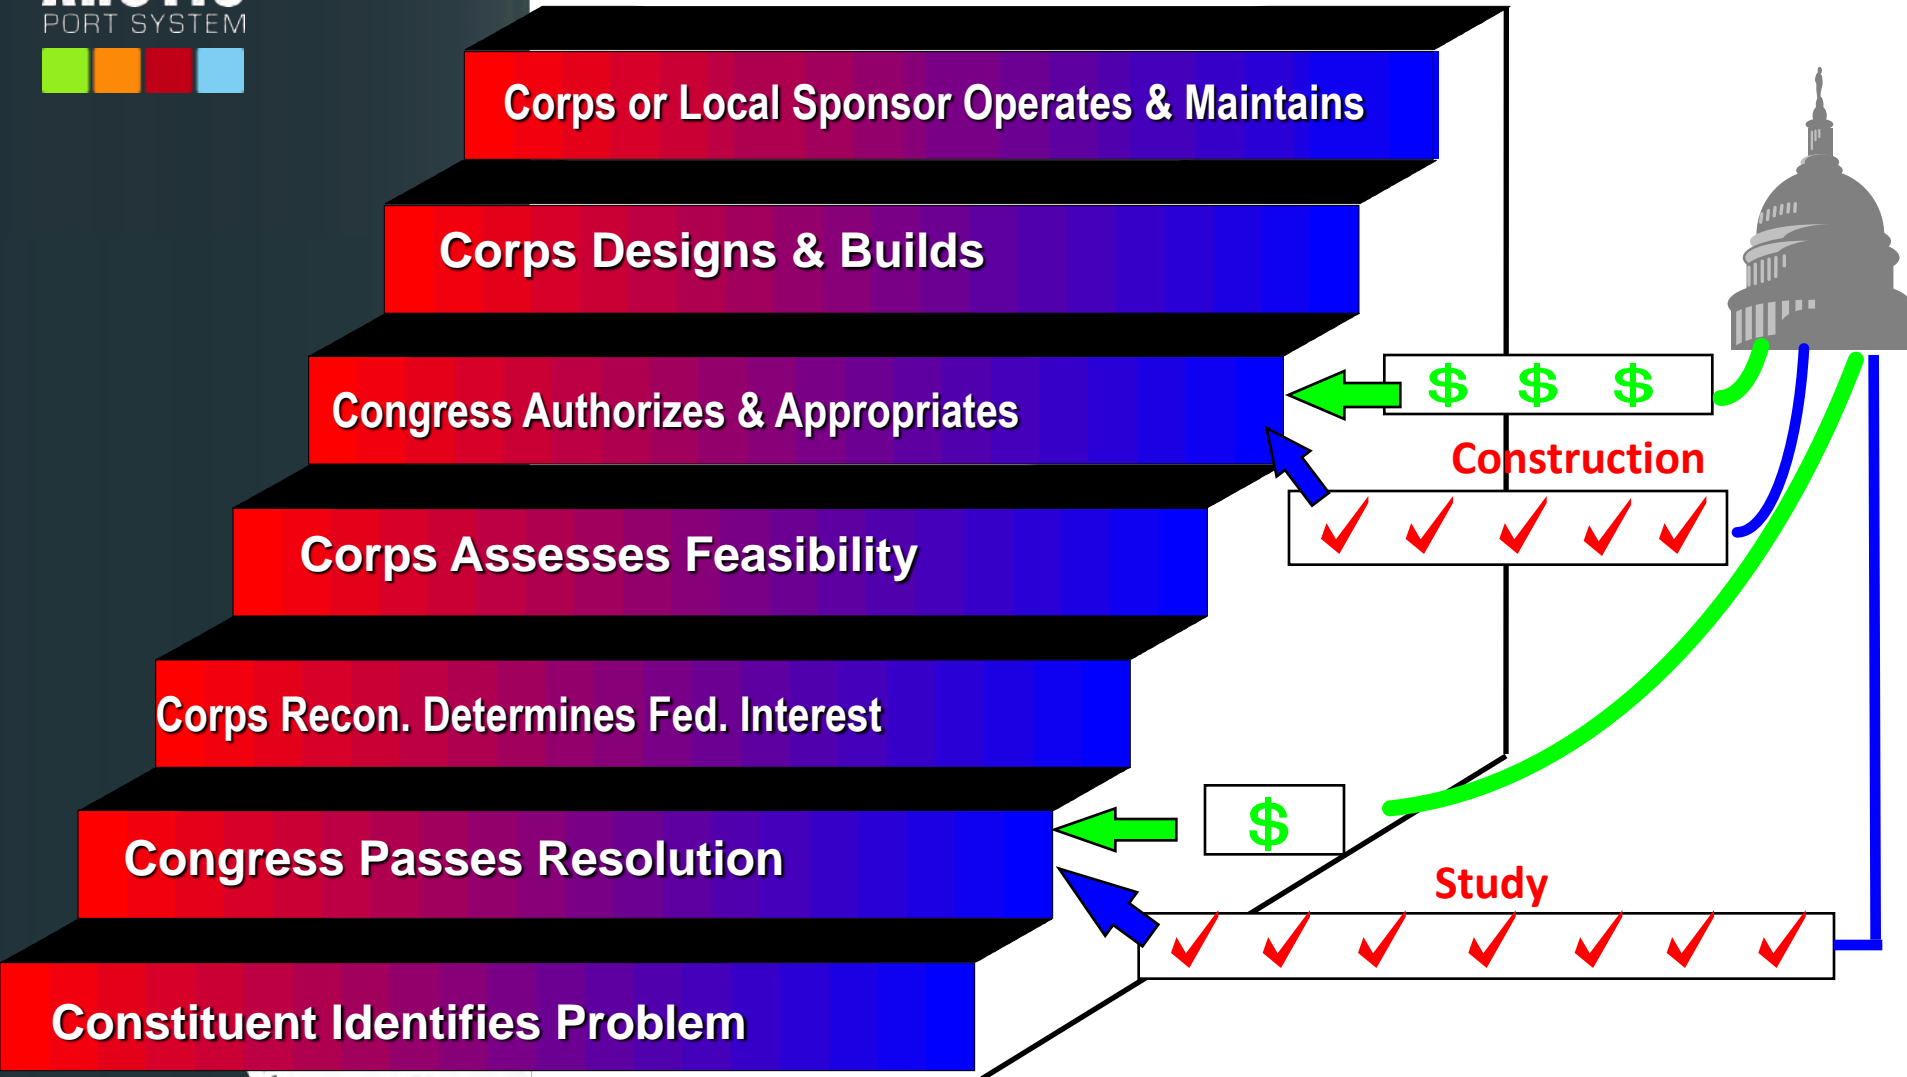 PORT SYSTEM
Corps or Local Sponsor Operates & Maintains
Corps Designs & Builds
Congress Authorizes & Appropriates
$ $ $
Construction
Corps Assesses Feasibility
Corps Recon. Determines Fed. Interest
$
Congress Passes Resolution
Study
Constituent Identifies Problem